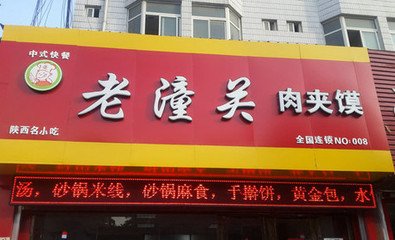 中式快餐
老潼关 肉夹馍
陕西名小吃
全国连锁NO·008
汤，砂锅米线，砂锅麻食，手擀饼，黄金包，水